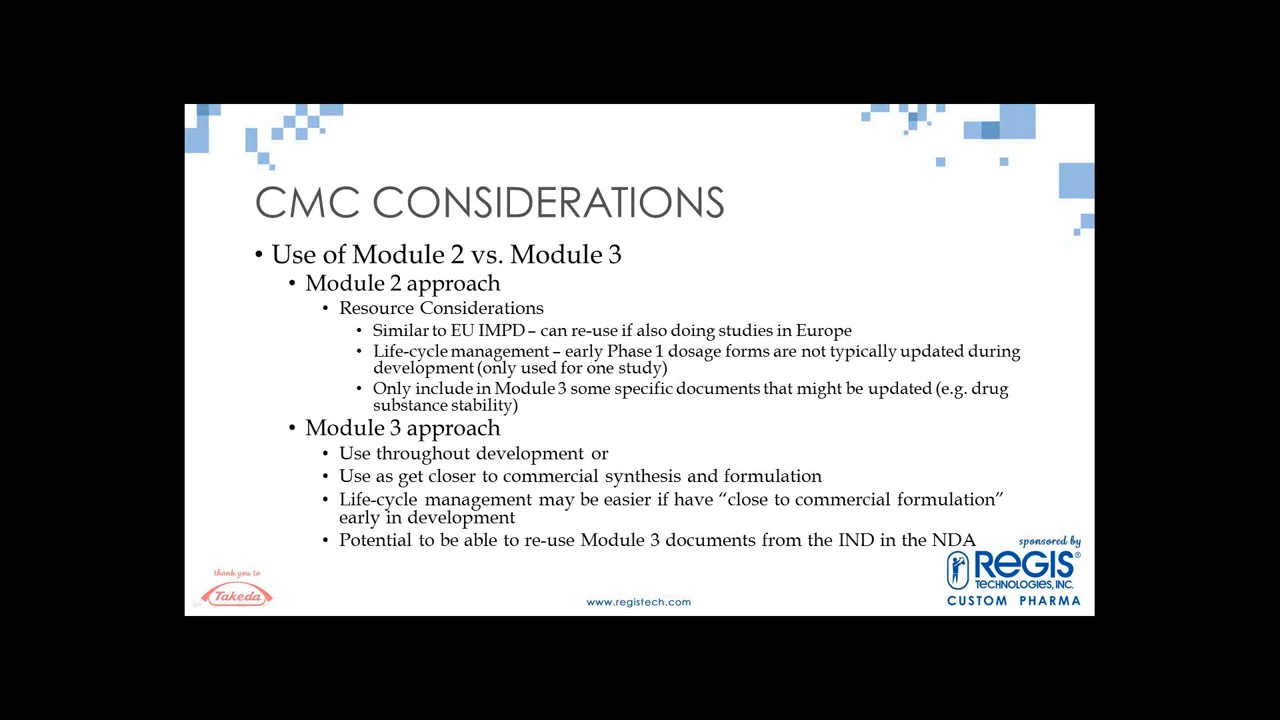 CMC CONSIDERATIONS
• Use of Module 2 vs. Module 3
• Module 2 approach
• Resource Considerations
• Similar to EU IMPD – can re-use if also doing studies in Europe
• Life-cycle management – early Phase 1 dosage forms are not typically updated during
development (only used for one study)
• Only include in Module 3 some specific documents that might be updated (e.g. drug
substance stability)
• Module 3 approach
• Use throughout development or
• Use as get closer to commercial synthesis and formulation
• Life-cycle management may be easier if have “close to commercial formulation”
early in development
• Potential to be able to re-use Module 3 documents from the IND in the NDA
sponsored by
REGIS®
TECHNOLOGIES, INC.
CUSTOM PHARMA
thank you to
Takeda
www.registech.com